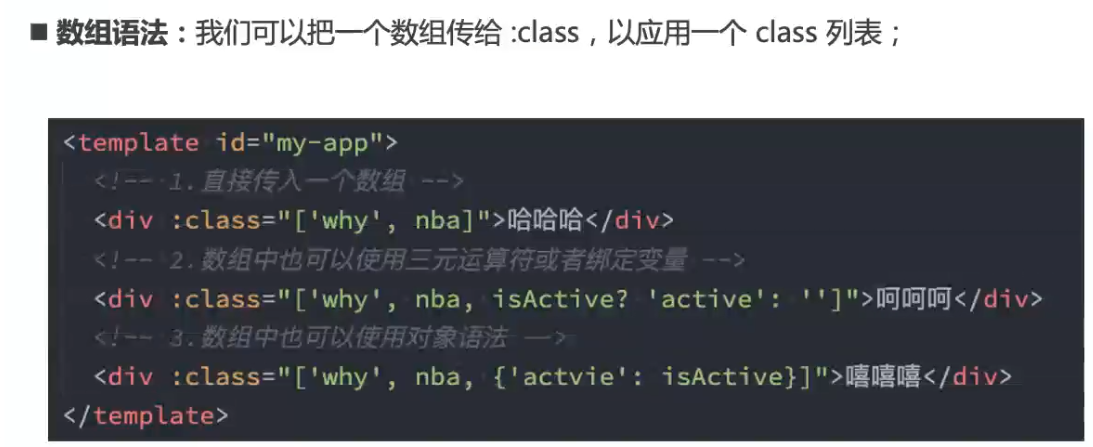 ■ 数组语法：我们可以把一个数组传给 :class，以应用一个 class 列表；
<template id="my-app">
<!-- 1.直接传入一个数组 -->
<div :class="['why', nba]">哈哈哈</div>
<!-- 2.数组中也可以使用三元运算符或者绑定变量 -->
<div :class="['why', nba, isActive? 'active': '']">呵呵呵</div>
<!-- 3.数组中也可以使用对象语法 -->
<div :class="['why', nba, {'actvie': isActive}]">嘻嘻嘻</div>
</template>